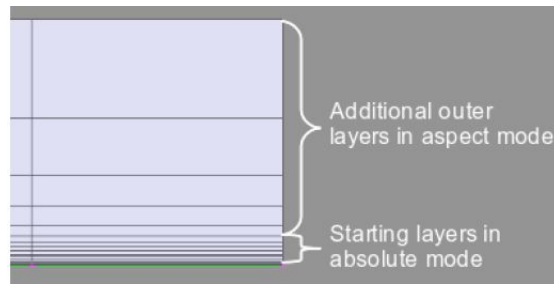 Additional outer
layers in aspect mode
Starting layers in
absolute mode